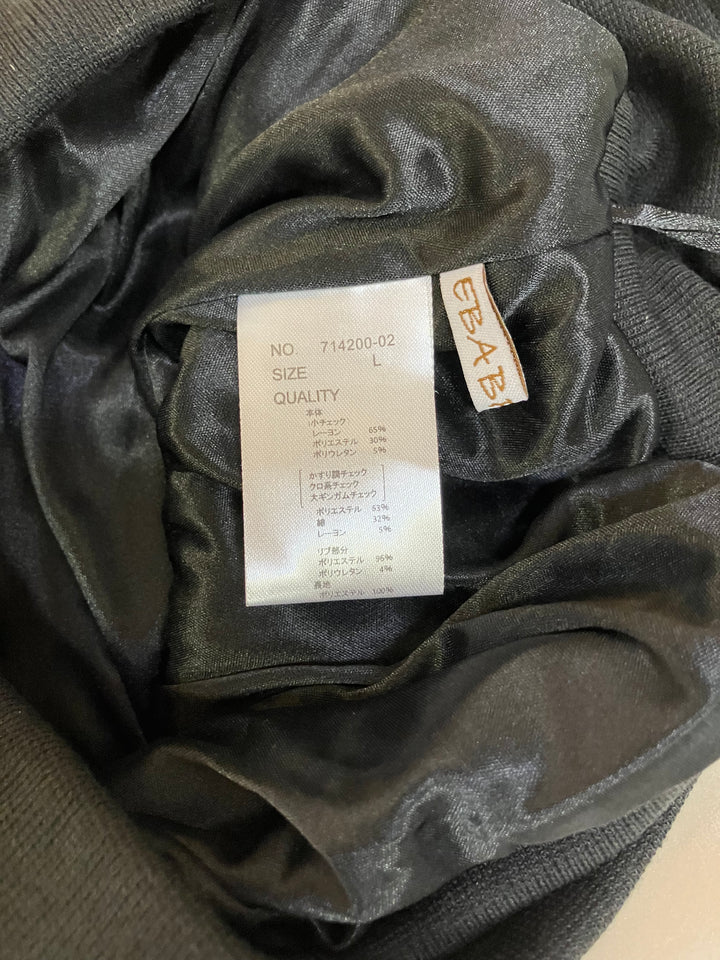 NO. 714200-02
SIZE L
QUALITY
本体
(小チェック)
レーヨン 65%
ポリエステル 30%
ポリウレタン 5%
かすり調チェック
クロ系チェック
大ギンガムチェック
ポリエステル 63%
綿 32%
レーヨン 5%
リブ部分
ポリエステル 96%
ポリウレタン 4%
裏地
ポリエステル 100%